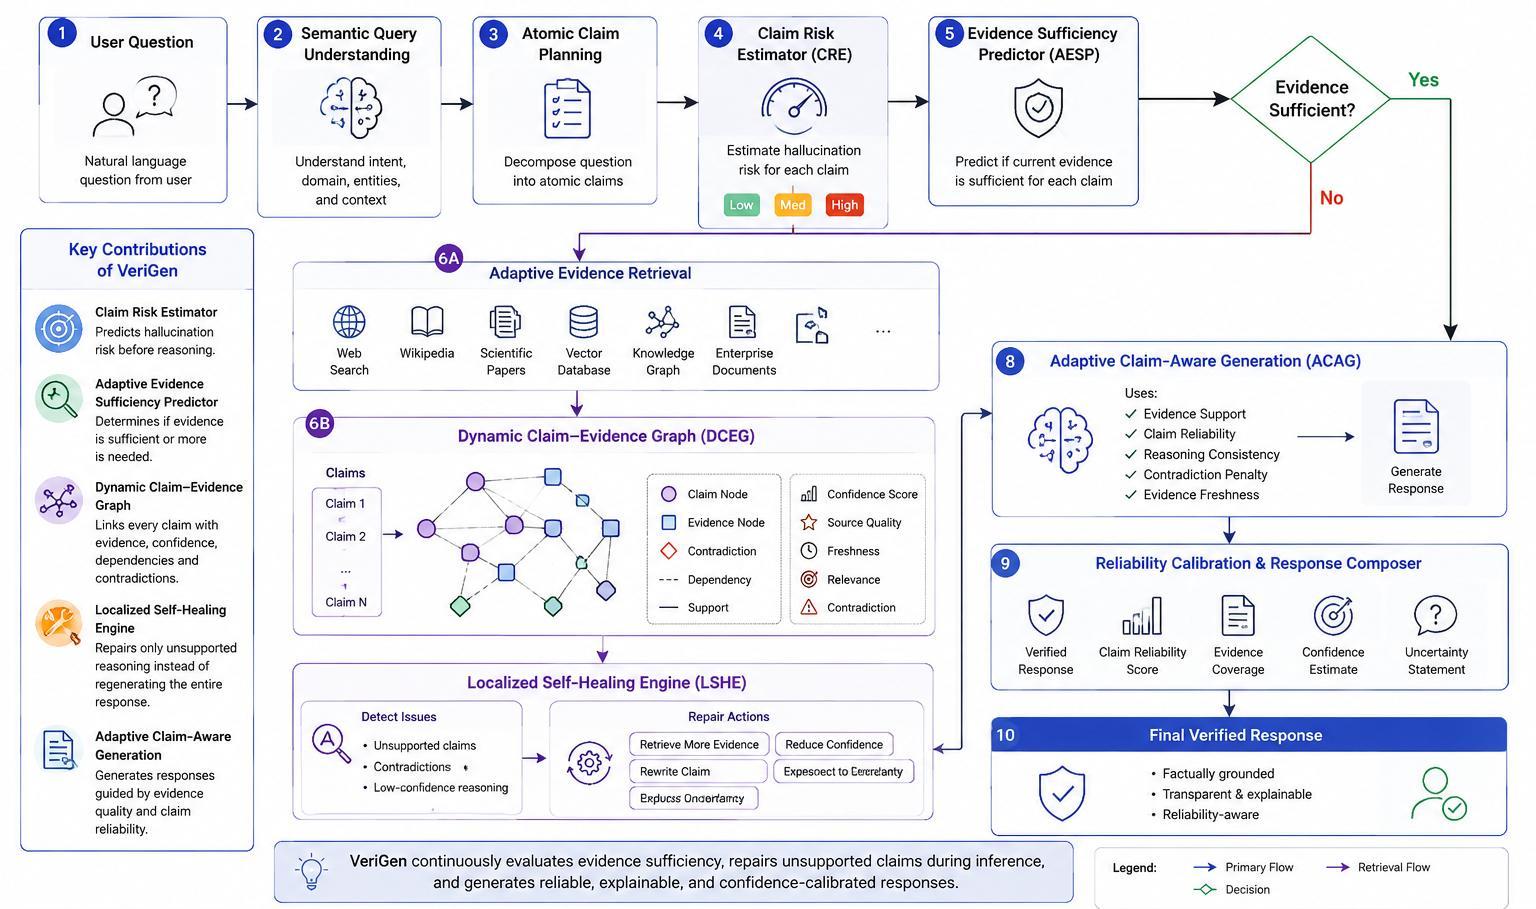 1
User Question
Natural language
question from user
2
Semantic Query
Understanding
Understand intent,
domain, entities,
and context
3
Atomic Claim
Planning
Decompose question
into atomic claims
4
Claim Risk
Estimator (CRE)
Estimate hallucination
risk for each claim
Low
Med
High
5
Evidence Sufficiency
Predictor (AESP)
Predict if current evidence
is sufficient for each claim
Evidence
Sufficient?
Yes
No
Key Contributions
of VeriGen
Claim Risk Estimator
Predicts hallucination
risk before reasoning.
Adaptive Evidence
Sufficiency Predictor
Determines if evidence
is sufficient or more
is needed.
Dynamic Claim–Evidence
Graph
Links every claim with
evidence, confidence,
dependencies and
contradictions.
Localized Self-Healing
Engine
Repairs only unsupported
reasoning instead of
regenerating the entire
response.
Adaptive Claim-Aware
Generation
Generates responses
guided by evidence
quality and claim
reliability.
6A
Adaptive Evidence Retrieval
Web
Search
Wikipedia
Scientific
Papers
Vector
Database
Knowledge
Graph
Enterprise
Documents
...
6B
Dynamic Claim–Evidence Graph (DCEG)
Claims
Claim 1
Claim 2
...
Claim N
Claim Node
Evidence Node
Contradiction
Dependency
Support
Confidence Score
Source Quality
Freshness
Relevance
Contradiction
Localized Self-Healing Engine (LSHE)
Detect Issues
• Unsupported claims
• Contradictions
• Low-confidence reasoning
Repair Actions
Retrieve More Evidence
Reduce Confidence
Rewrite Claim
8
Adaptive Claim-Aware Generation (ACAG)
Uses:
✓ Evidence Support
✓ Claim Reliability
✓ Reasoning Consistency
✓ Contradiction Penalty
✓ Evidence Freshness
Generate
Response
9
Reliability Calibration & Response Composer
Verified
Response
Claim Reliability
Score
Evidence
Coverage
Confidence
Estimate
Uncertainty
Statement
10
Final Verified Response
• Factually grounded
• Transparent & explainable
• Reliability-aware
VeriGen continuously evaluates evidence sufficiency, repairs unsupported claims during inference,
and generates reliable, explainable, and confidence-calibrated responses.
Legend:
Primary Flow
Retrieval Flow
Decision